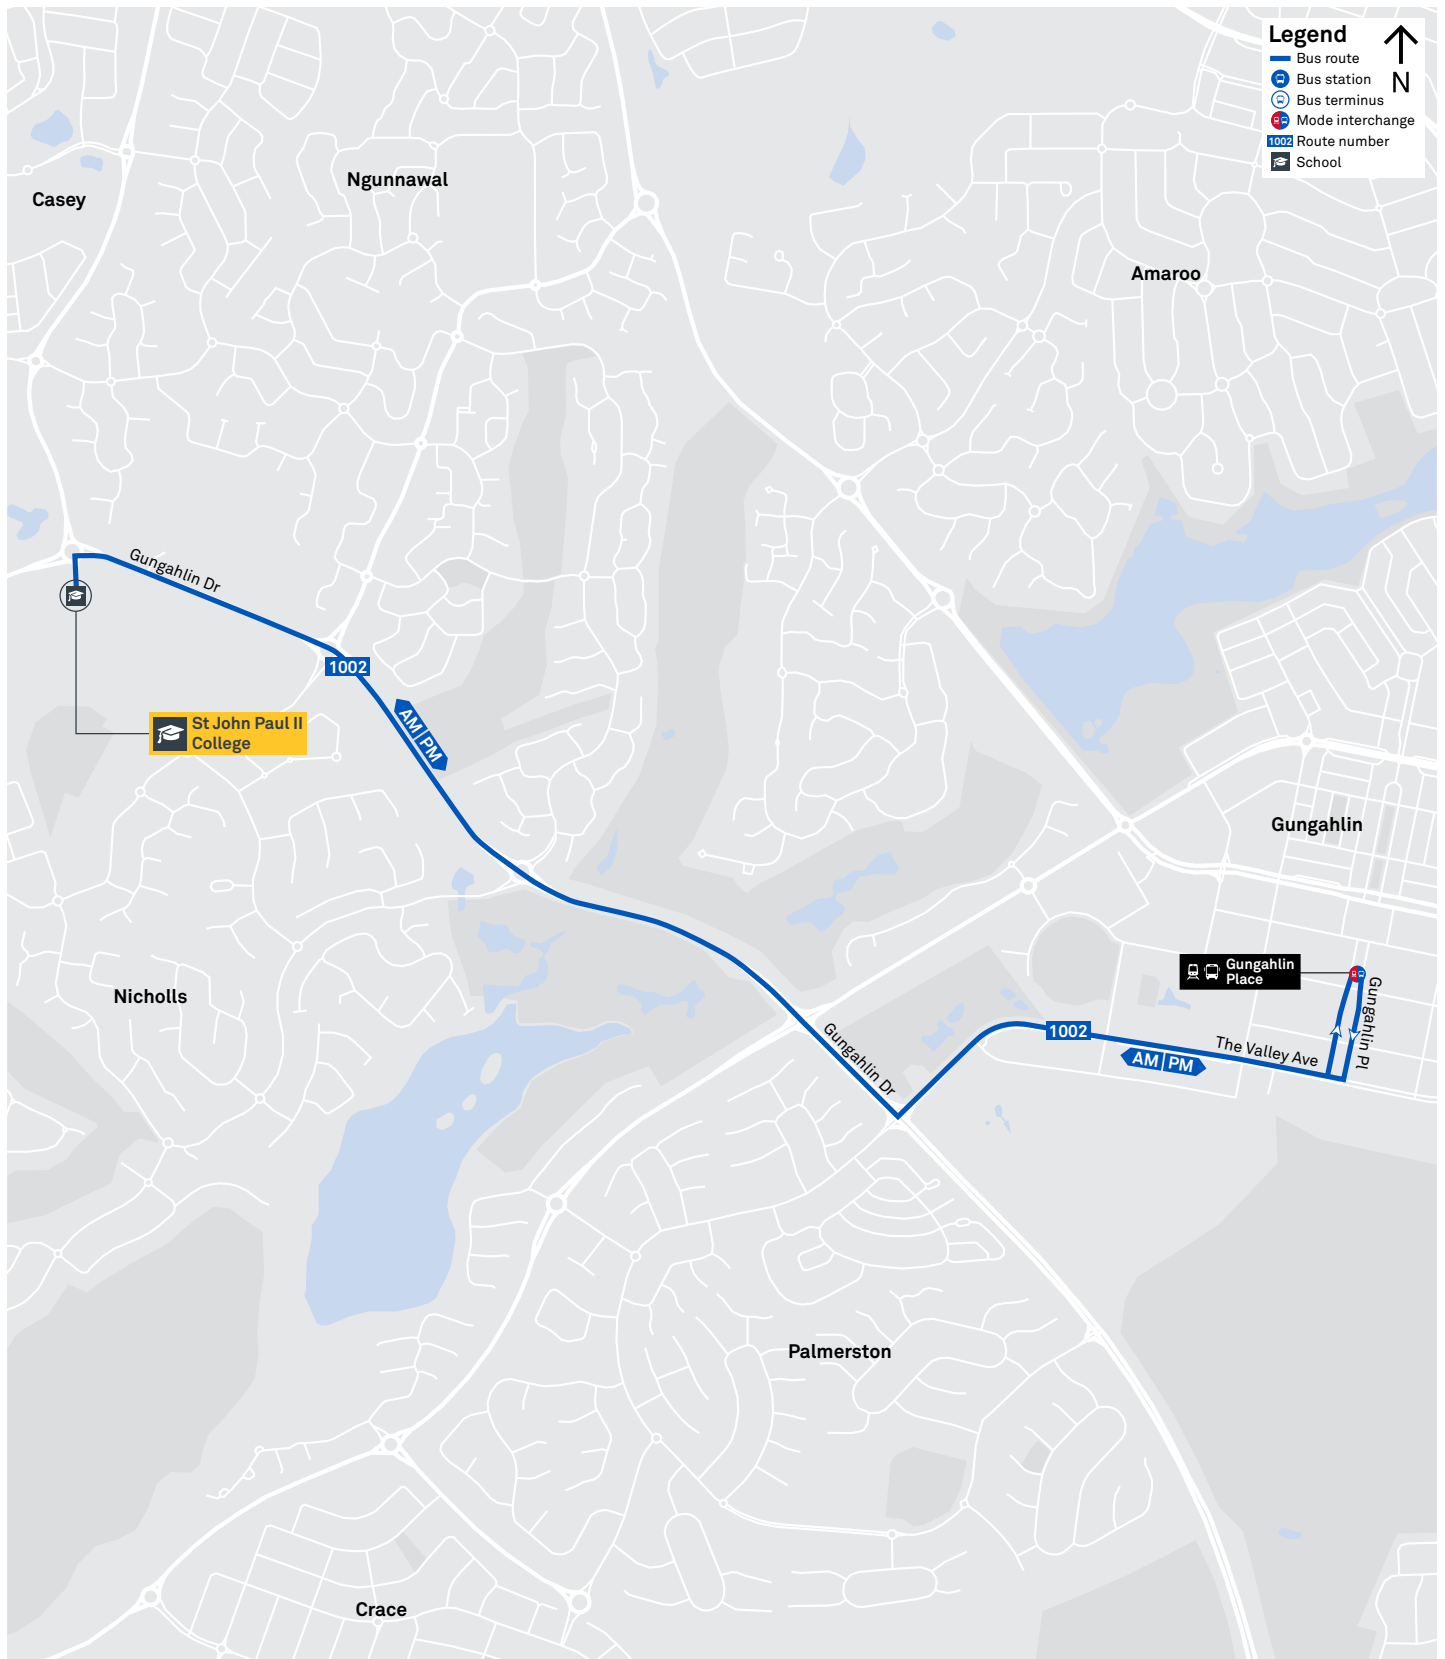 Legend
N
Bus route
Bus station
Bus terminus
Mode interchange
1002 Route number
School
Casey
Ngunnawal
Amaroo
Gungahlin Dr
1002
AM PM
St John Paul II
College
Gungahlin
Nicholls
Gungahlin
Place
Gungahlin Pl
Gungahlin Dr
1002
The Valley Ave
AM PM
Palmerston
Crace